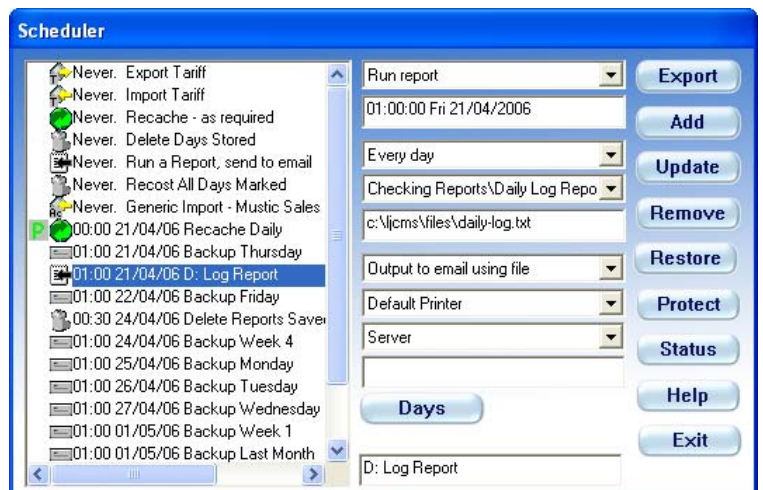 Scheduler
Never. Export Tariff
Never. Import Tariff
Never. Recache - as required
Never. Delete Days Stored
Never. Run a Report, send to email
Never. Recost All Days Marked
Never. Generic Import - Mustic Sales
P 00:00 21/04/06 Recache Daily
01:00 21/04/06 Backup Thursday
01:00 21/04/06 D: Log Report
01:00 22/04/06 Backup Friday
00:30 24/04/06 Delete Reports Save
01:00 24/04/06 Backup Week 4
01:00 25/04/06 Backup Monday
01:00 26/04/06 Backup Tuesday
01:00 27/04/06 Backup Wednesday
01:00 01/05/06 Backup Week 1
01:00 01/05/06 Backup Last Month
Run report
01:00:00 Fri 21/04/2006
Every day
Checking Reports\Daily Log Repo
c:\ljcms\files\daily-log.txt
Output to email using file
Default Printer
Server
Days
D: Log Report
Export
Add
Update
Remove
Restore
Protect
Status
Help
Exit